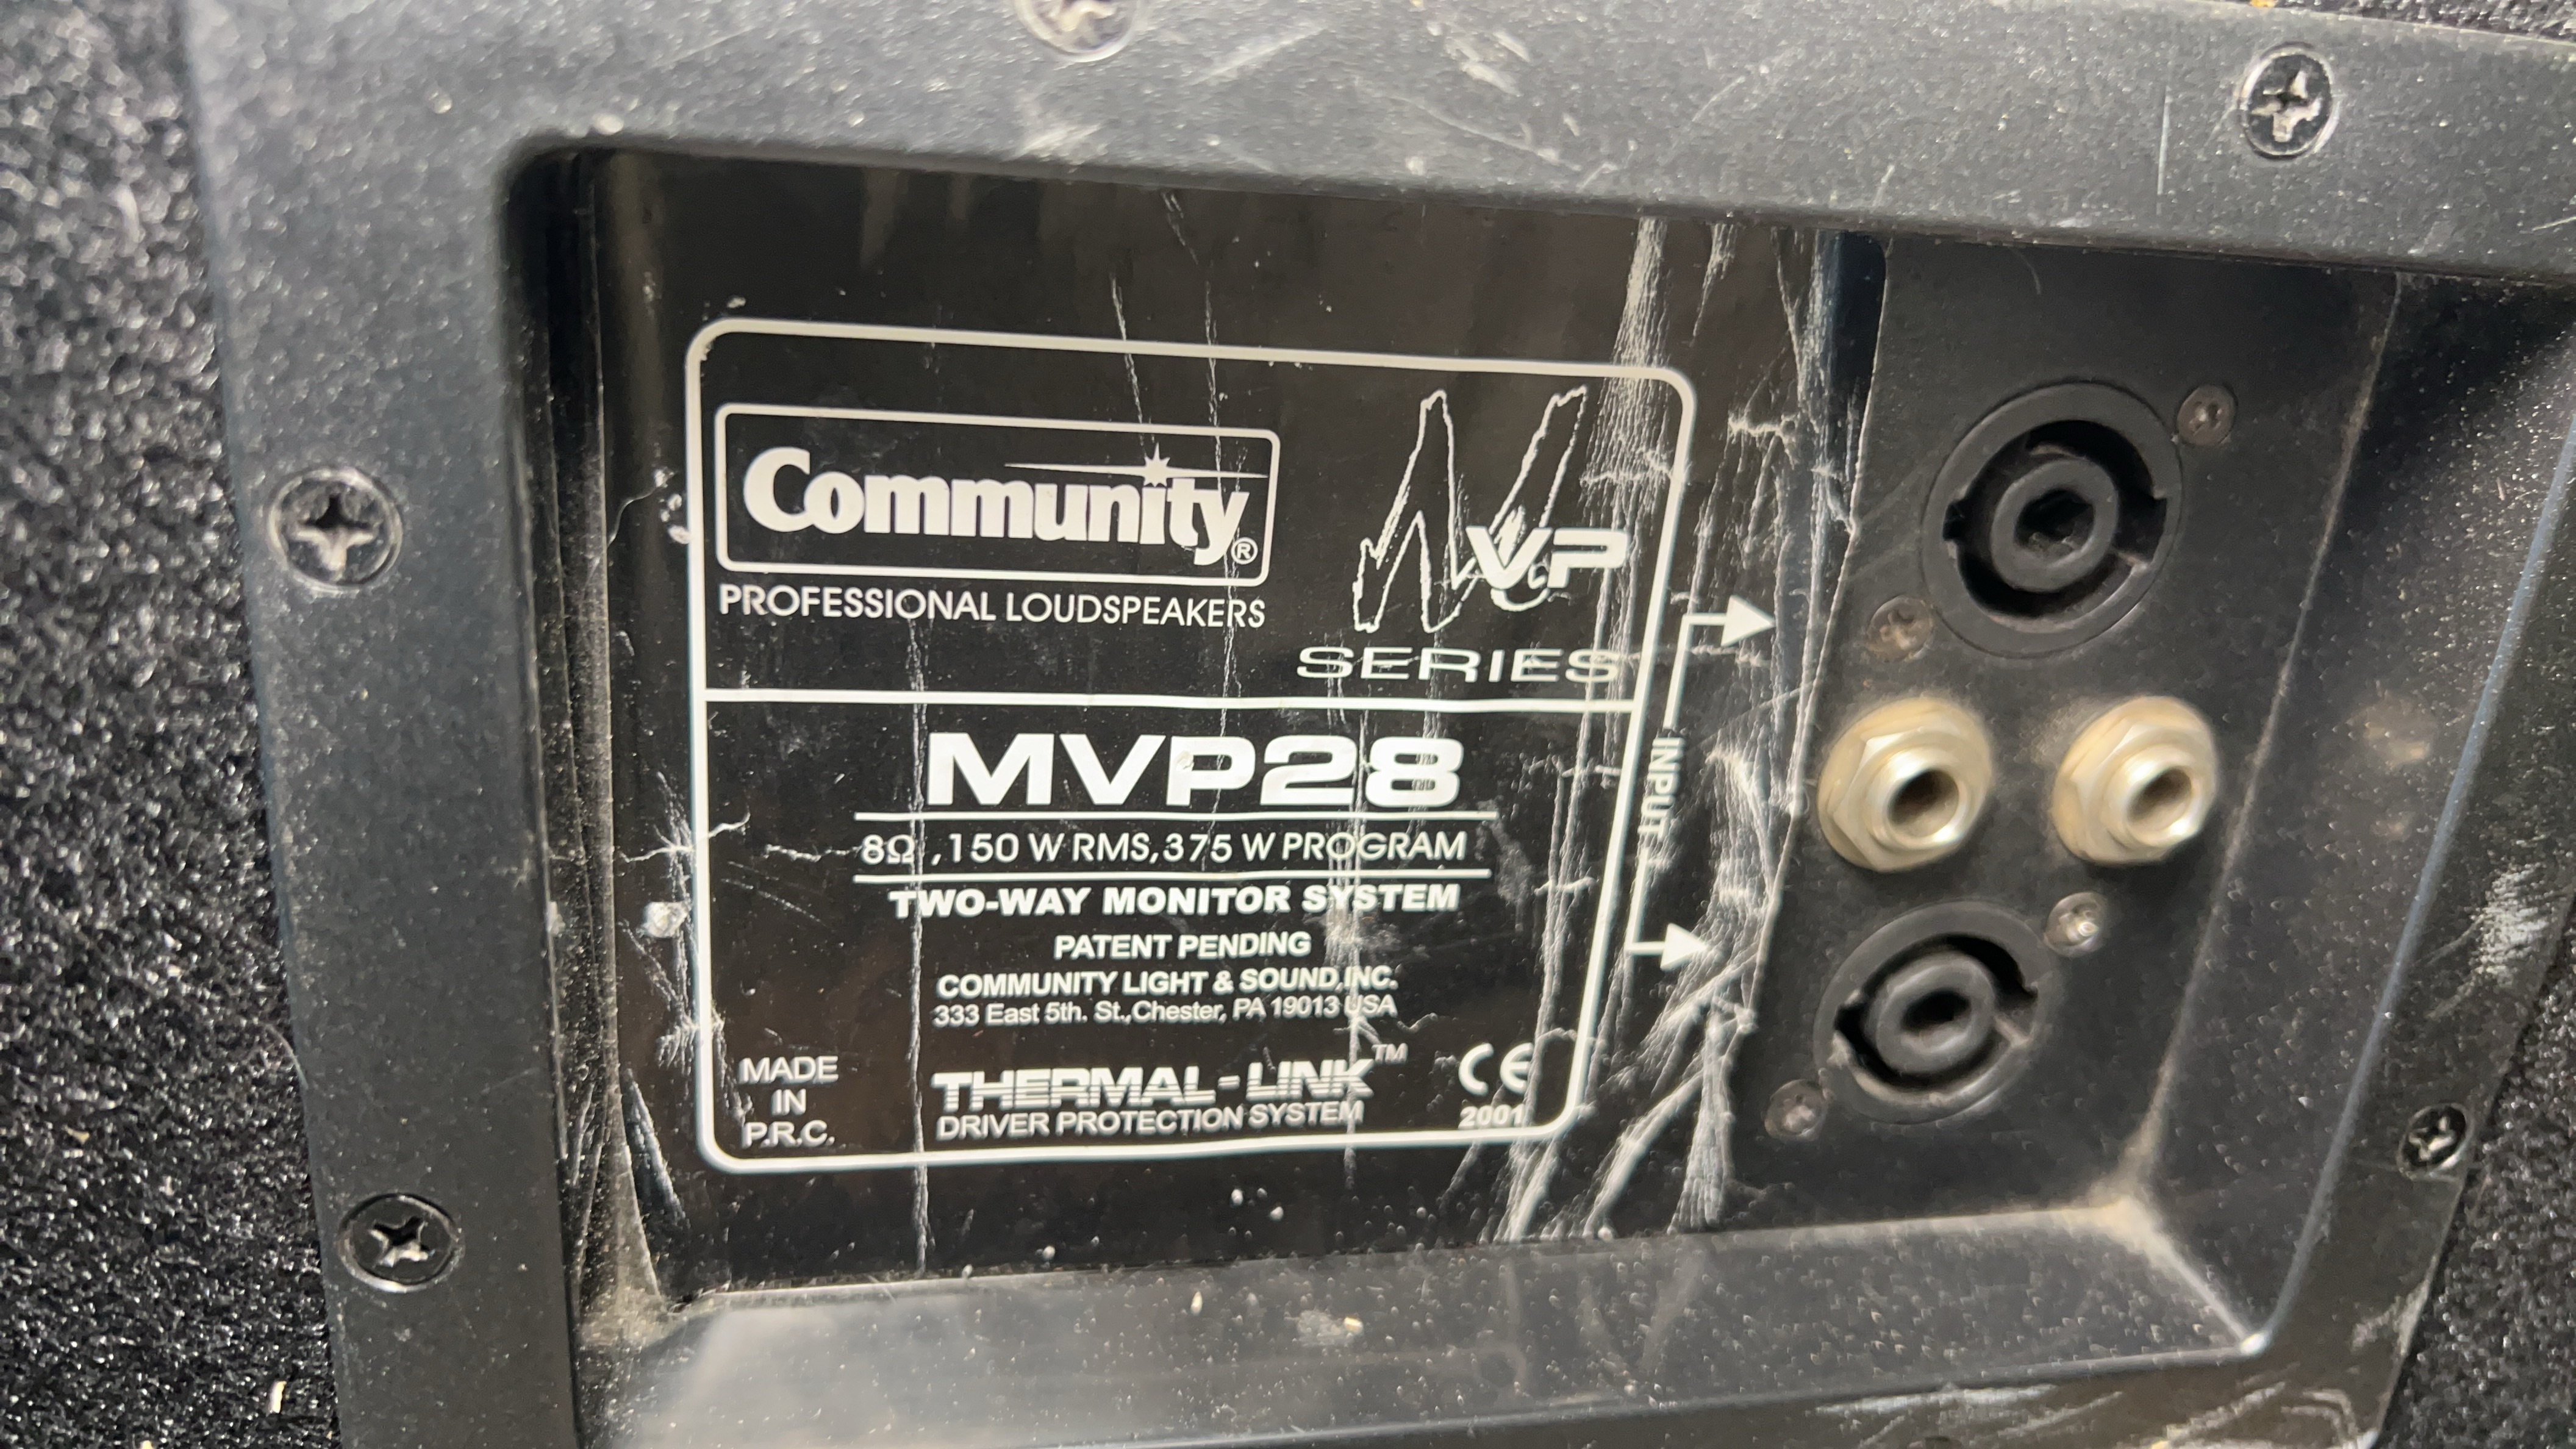 Community®
PROFESSIONAL LOUDSPEAKERS
MVP
SERIES
INPUT
MVP28
8Ω ,150 W RMS,375 W PROGRAM
TWO-WAY MONITOR SYSTEM
PATENT PENDING
COMMUNITY LIGHT & SOUND,INC.
333 East 5th. St.,Chester, PA 19013 USA
MADE
IN
P.R.C.
THERMAL-LINK™
DRIVER PROTECTION SYSTEM
CE
2001